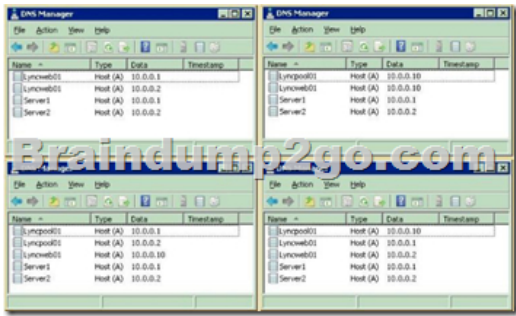 DNS Manager
File Action View Help
Name Type Data Timestamp
Lyncweb01 Host (A) 10.0.0.1
Lyncweb01 Host (A) 10.0.0.2
Server1 Host (A) 10.0.0.1
Server2 Host (A) 10.0.0.2
DNS Manager
File Action View Help
Name Type Data Timestamp
Lyncpool01 Host (A) 10.0.0.10
Lyncweb01 Host (A) 10.0.0.10
Server1 Host (A) 10.0.0.1
Server2 Host (A) 10.0.0.2
Braindump2go.com
File Action View Help
Name Type Data Timestamp
Lyncpool01 Host (A) 10.0.0.1
Lyncpool01 Host (A) 10.0.0.2
Lyncweb01 Host (A) 10.0.0.10
Server1 Host (A) 10.0.0.1
Server2 Host (A) 10.0.0.2
File Action View Help
Name Type Data Timestamp
Lyncpool01 Host (A) 10.0.0.10
Lyncweb01 Host (A) 10.0.0.1
Lyncweb01 Host (A) 10.0.0.2
Server1 Host (A) 10.0.0.1
Server2 Host (A) 10.0.0.2